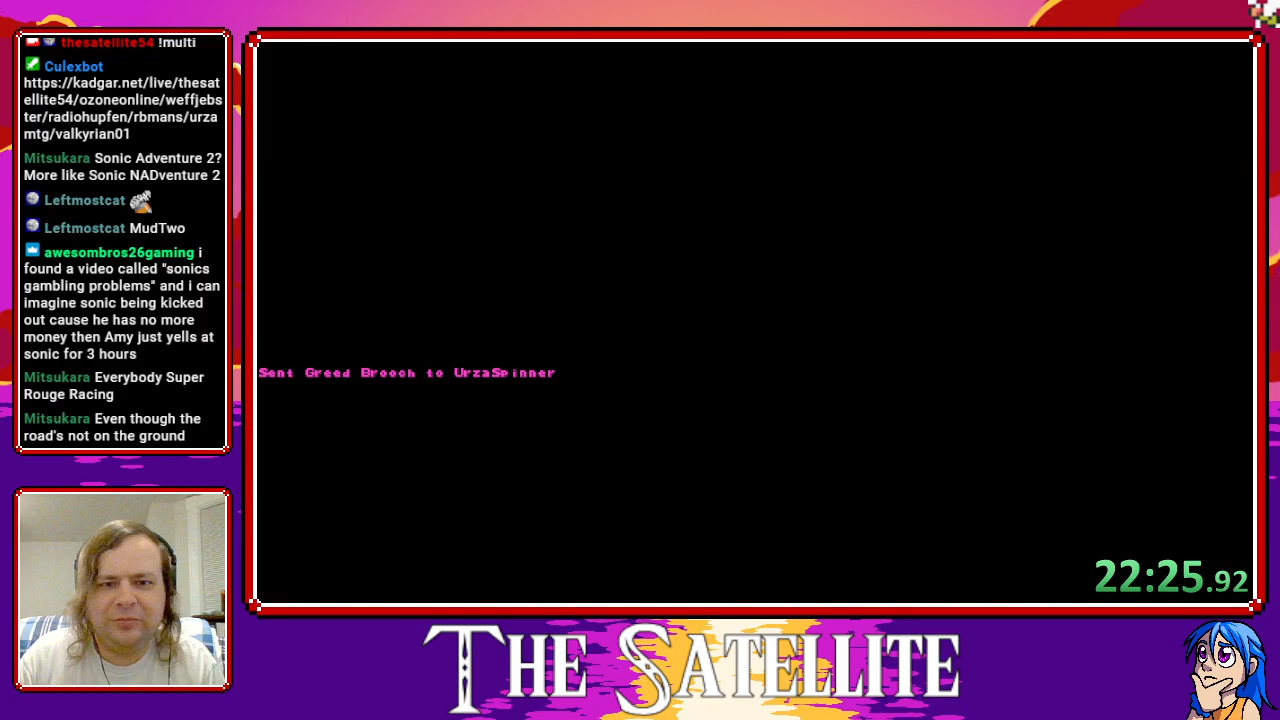 thesatellite54 !multi
Culexbot
https://kadgar.net/live/thesat
ellite54/ozoneonline/weffjebs
ter/radiohupfen/rbmans/urza
mtg/valkyrian01
Mitsukara Sonic Adventure 2?
More like Sonic NADventure 2
Leftmostcat
Leftmostcat MudTwo
awesombros26gaming i
found a video called "sonics
gambling problems" and i can
imagine sonic being kicked
out cause he has no more
money then Amy just yells at
sonic for 3 hours
Mitsukara Everybody Super
Rouge Racing
Mitsukara Even though the
road's not on the ground
Sent Greed Brooch to UrzaSpinner
22:25.92
THE SATELLITE